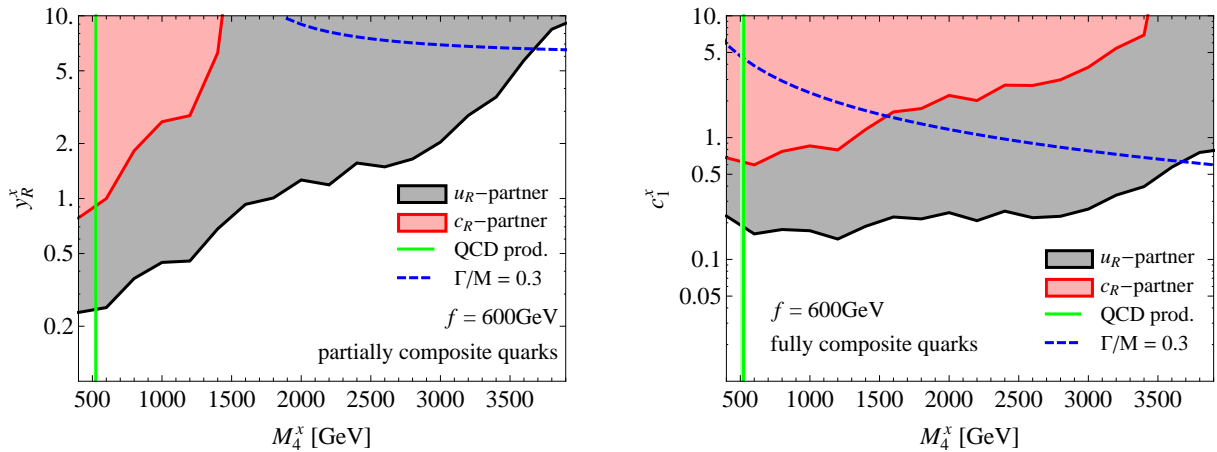 10.
5.
2
1.
0.5
0.2
y_R^x
u_R−partner
c_R−partner
QCD prod.
Γ/M = 0.3
f = 600GeV
partially composite quarks
500 1000 1500 2000 2500 3000 3500
M_4^x [GeV]
10.
5.
1.
0.5
0.1
0.05
c_1^x
u_R−partner
c_R−partner
QCD prod.
Γ/M = 0.3
f = 600GeV
fully composite quarks
500 1000 1500 2000 2500 3000 3500
M_4^x [GeV]